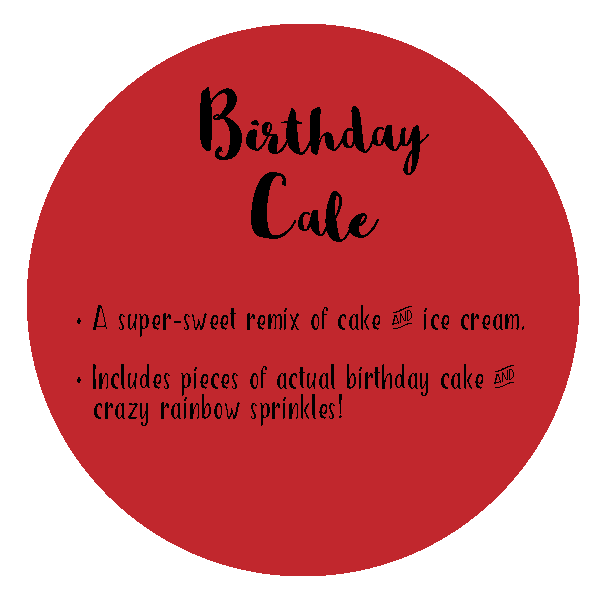 Birthday
Cake
• A super-sweet remix of cake AND ice cream.
• Includes pieces of actual birthday cake AND
crazy rainbow sprinkles!